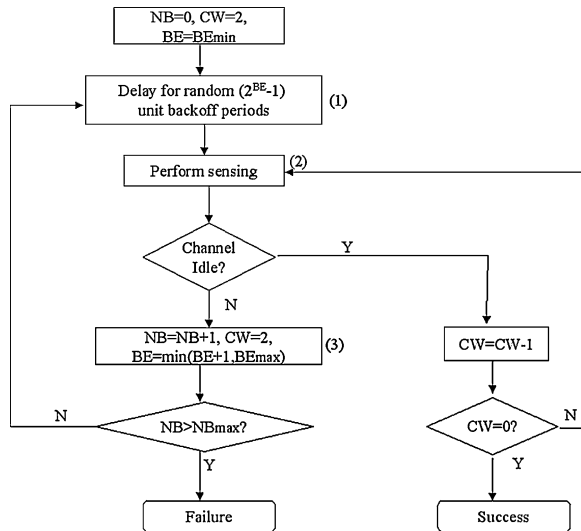 NB=0, CW=2,
BE=BEmin
Delay for random (2^BE-1)
unit backoff periods
(1)
(2)
Perform sensing
Channel
Idle?
Y
N
NB=NB+1, CW=2,
BE=min(BE+1,BEmax)
(3)
CW=CW-1
N
NB>NBmax?
CW=0?
N
Y
Y
Failure
Success